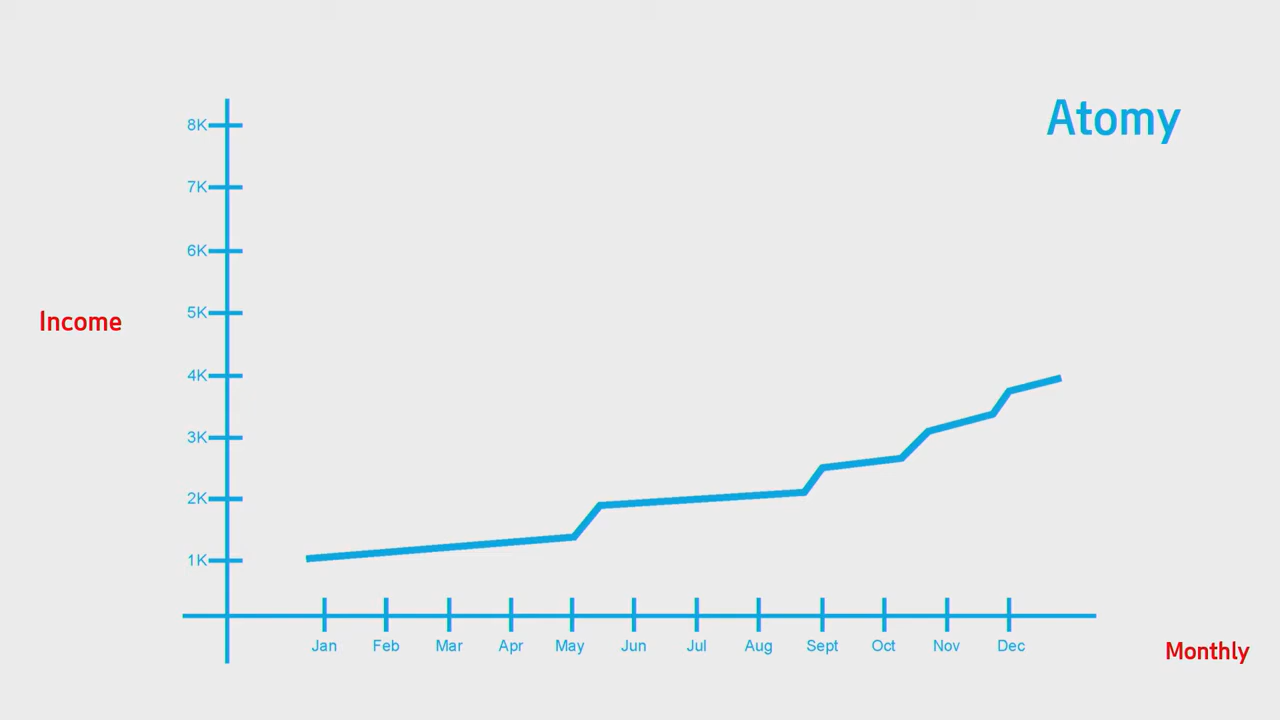 Atomy
8K
7K
6K
5K
4K
3K
2K
1K
Income
Jan Feb Mar Apr May Jun Jul Aug Sept Oct Nov Dec
Monthly